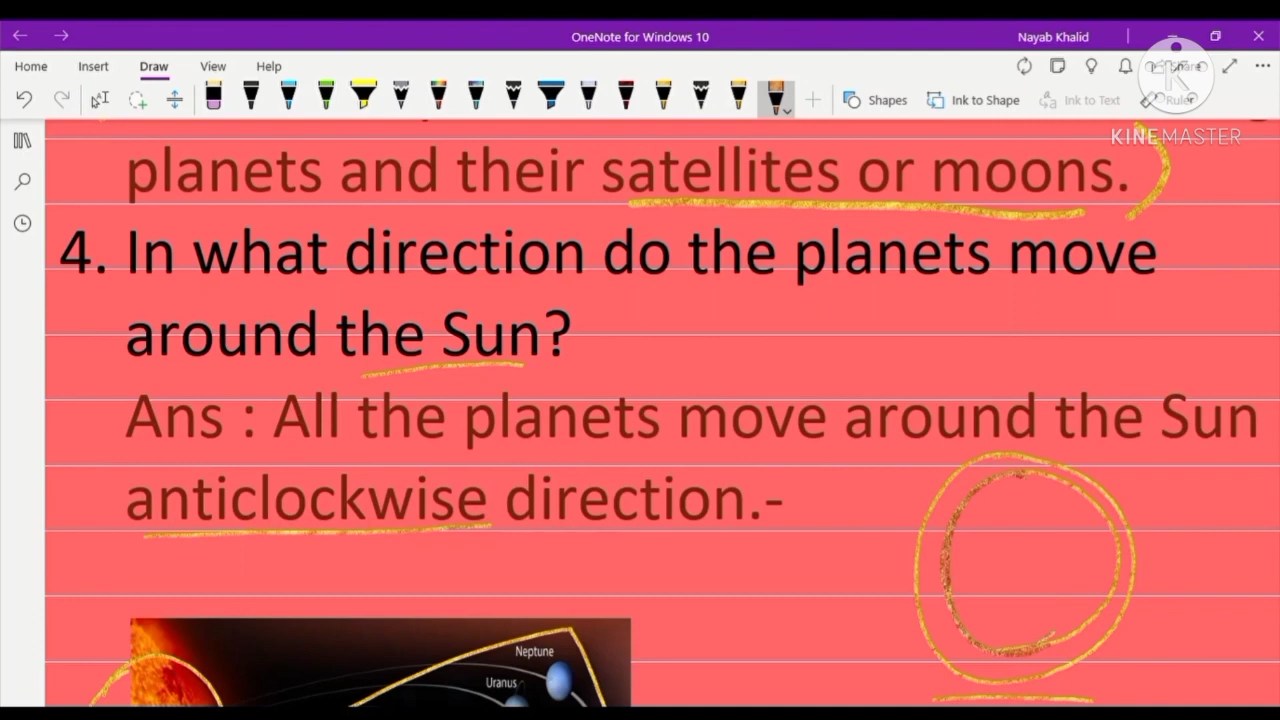 OneNote for Windows 10
Nayab Khalid
Home Insert Draw View Help
Share
Shapes Ink to Shape Ink to Text Ruler
KINEMASTER
planets and their satellites or moons.
4. In what direction do the planets move
around the Sun?
Ans : All the planets move around the Sun
anticlockwise direction.-
Neptune
Uranus